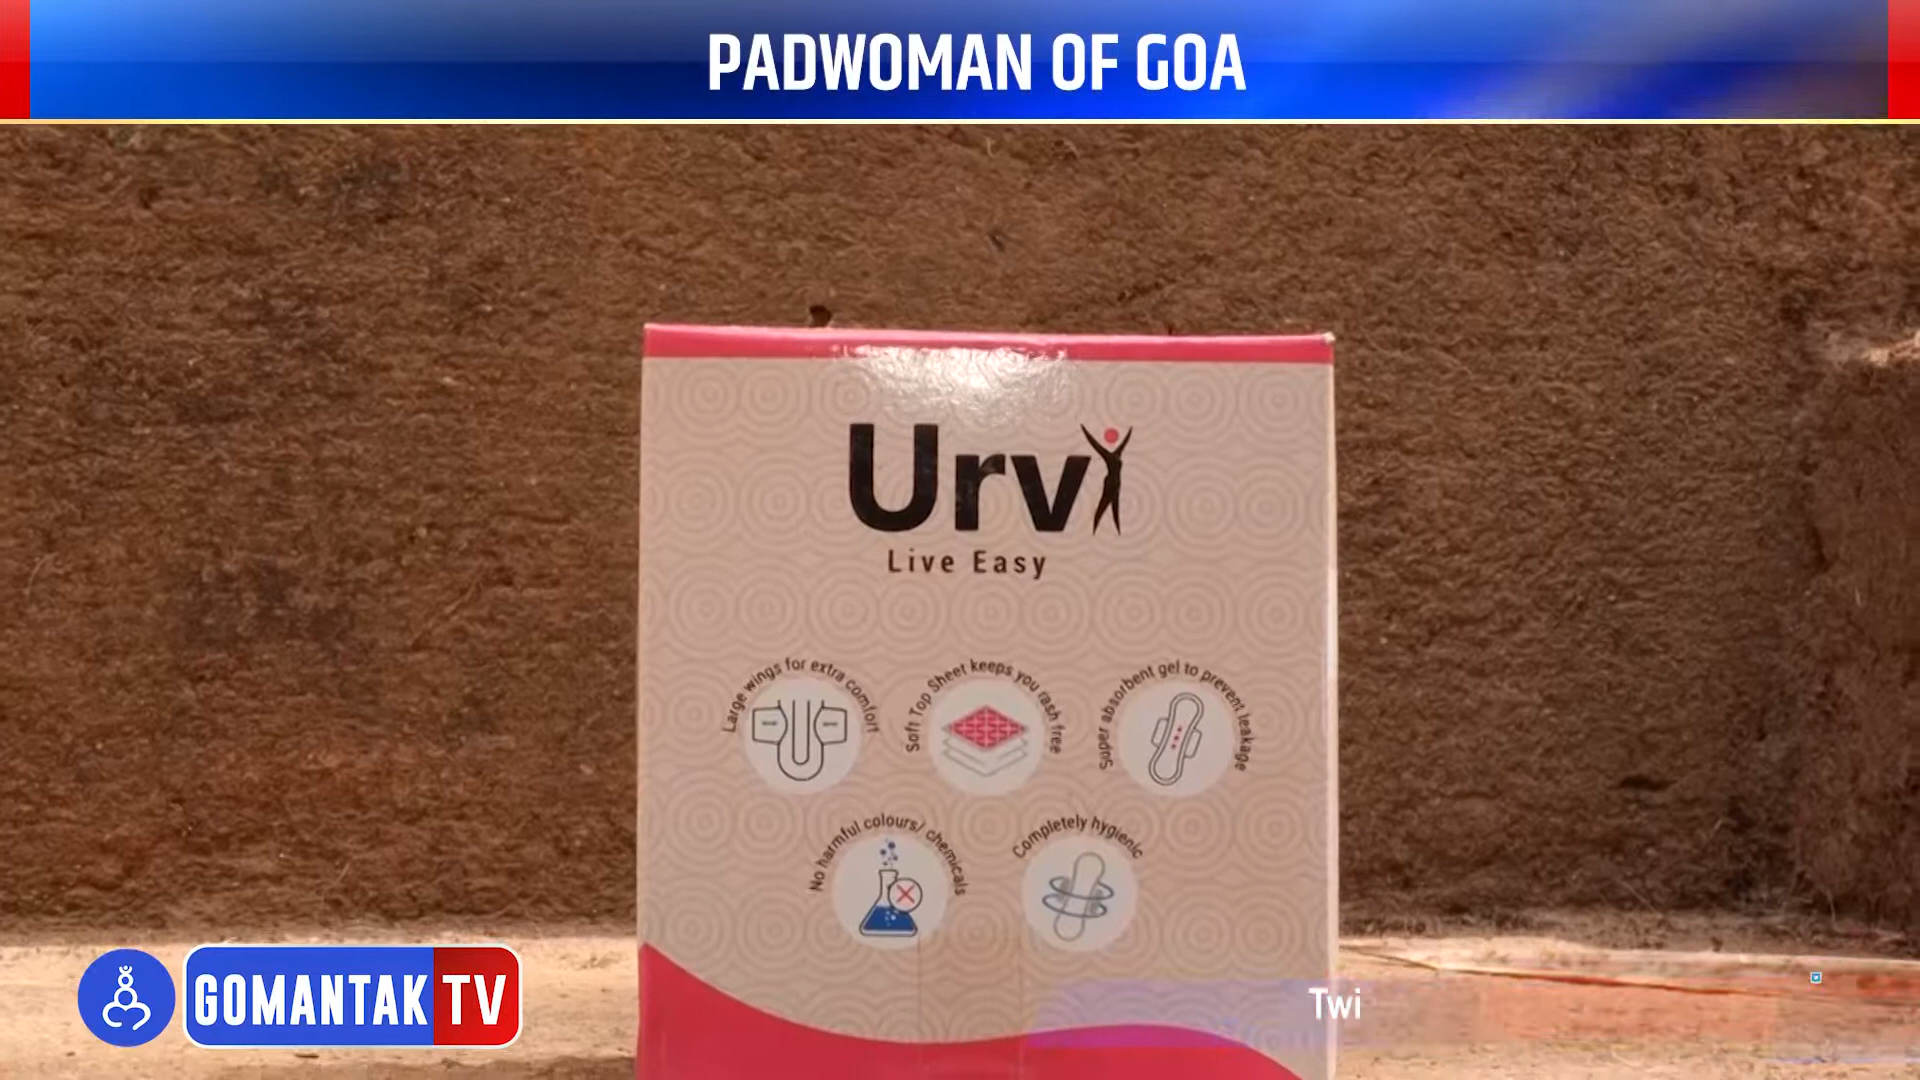 PADWOMAN OF GOA
Urvi
Live Easy
Large wings for extra comfort
Soft Top Sheet keeps you rash free
Super absorbent gel to prevent leakage
No harmful colours/ chemicals
Completely hygienic
GOMANTAK TV
Twi